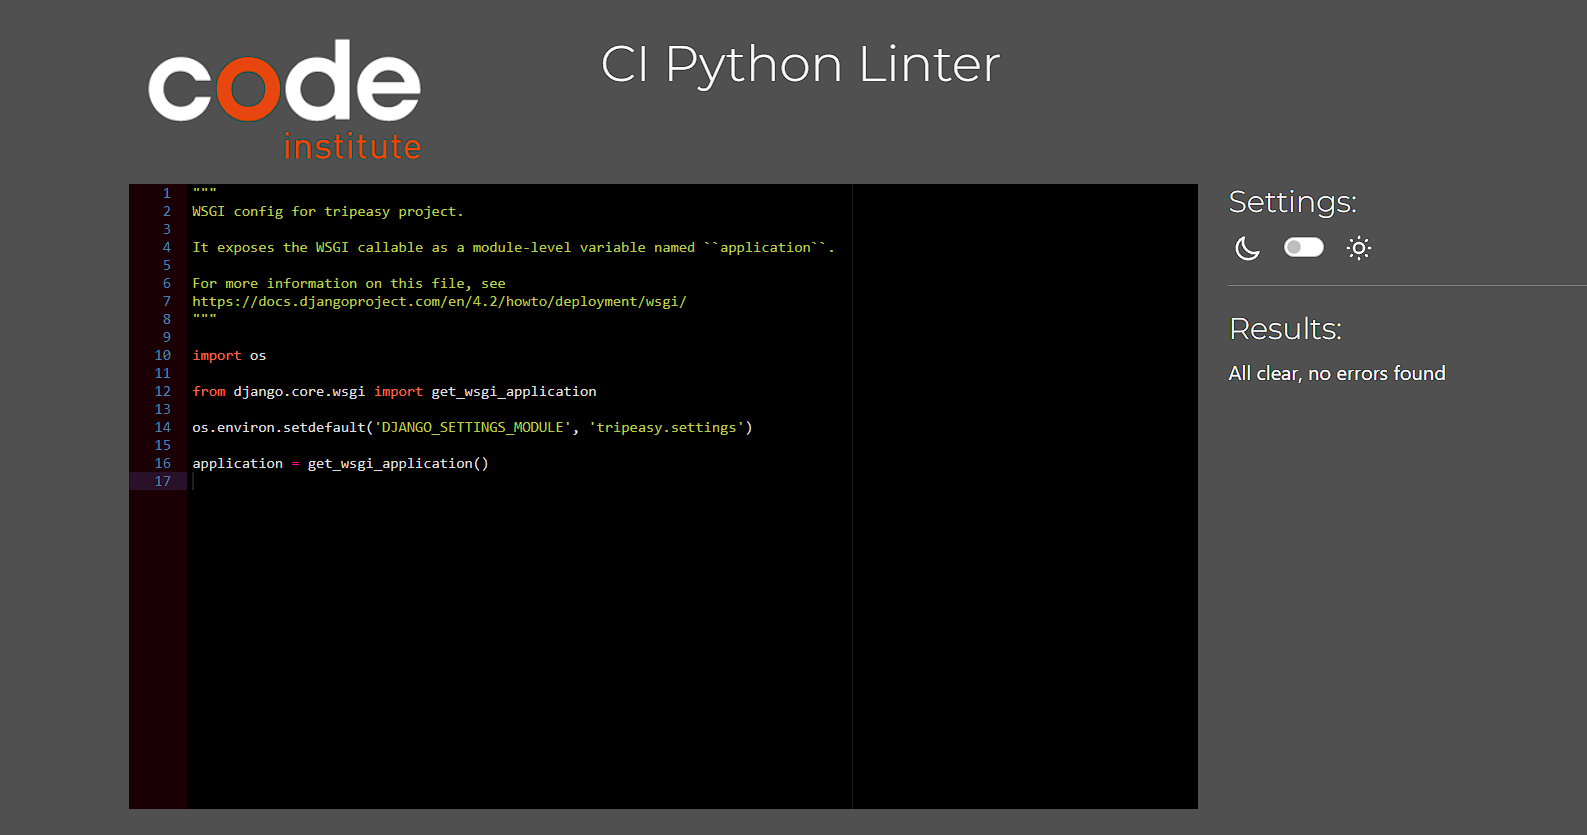 code
institute
CI Python Linter
1 """
2 WSGI config for tripeasy project.
3
4 It exposes the WSGI callable as a module-level variable named ``application``.
5
6 For more information on this file, see
7 https://docs.djangoproject.com/en/4.2/howto/deployment/wsgi/
8 """
9
10 import os
11
12 from django.core.wsgi import get_wsgi_application
13
14 os.environ.setdefault('DJANGO_SETTINGS_MODULE', 'tripeasy.settings')
15
16 application = get_wsgi_application()
17
Settings:
Results:
All clear, no errors found